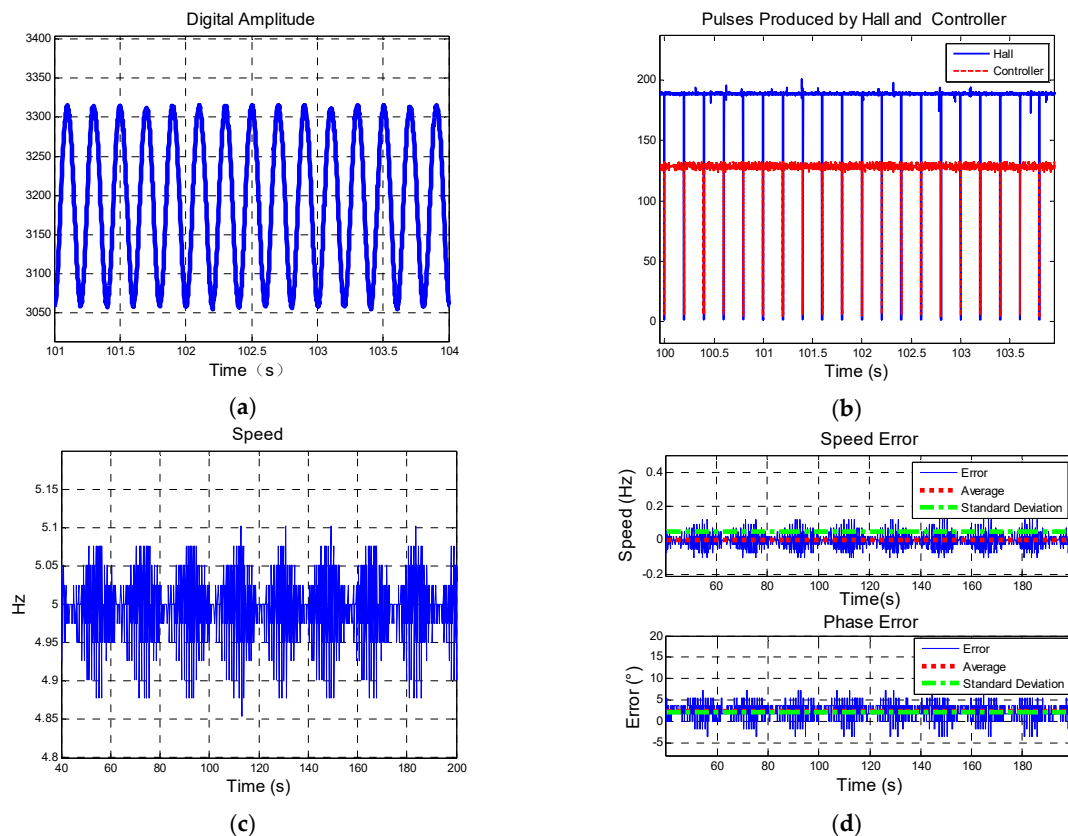 Digital Amplitude
3400
3350
3300
3250
3200
3150
3100
3050
101 101.5 102 102.5 103 103.5 104
Time（s）
(a)
Pulses Produced by Hall and Controller
Hall
Controller
200
150
100
50
0
100 100.5 101 101.5 102 102.5 103 103.5
Time (s)
(b)
Speed
Hz
5.15
5.1
5.05
5
4.95
4.9
4.85
4.8
40 60 80 100 120 140 160 180 200
Time (s)
(c)
Speed Error
Speed (Hz)
Error
Average
Standard Deviation
0.4
0.2
0
-0.2
60 80 100 120 140 160 180
Time(s)
Phase Error
Error (°)
Error
Average
Standard Deviation
20
15
10
5
0
-5
60 80 100 120 140 160 180
Time (s)
(d)